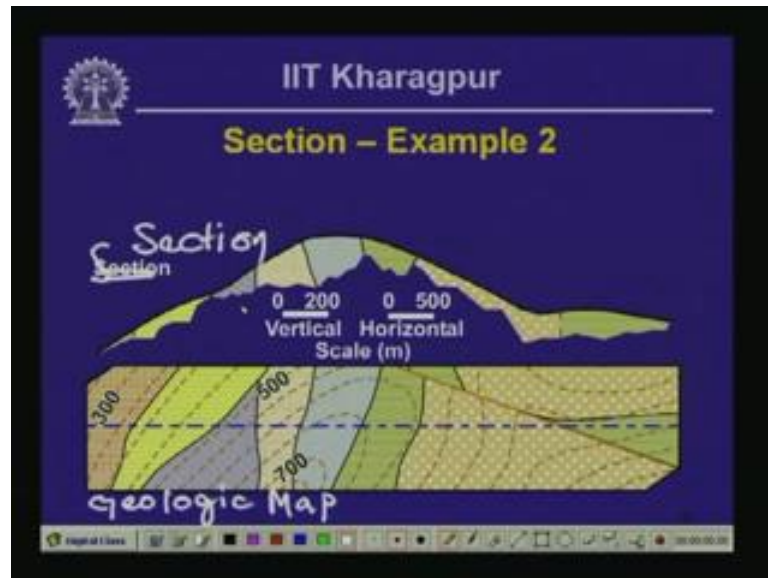 IIT Kharagpur
Section – Example 2
Section
Section
0 200 0 500
Vertical Horizontal
Scale (m)
300
500
700
Geologic Map